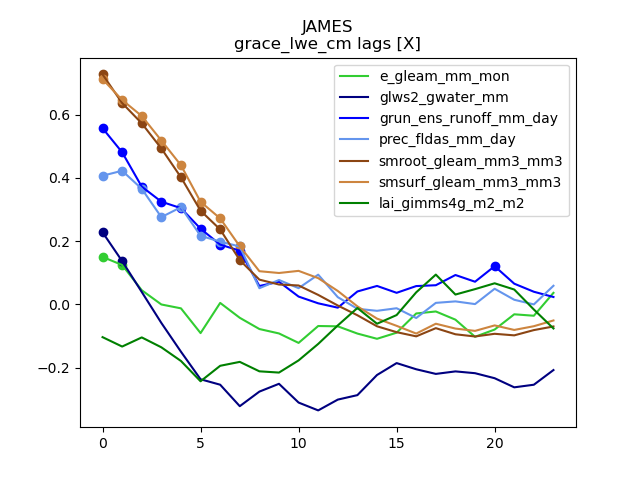 JAMES
grace_lwe_cm lags [X]
e_gleam_mm_mon
glws2_gwater_mm
grun_ens_runoff_mm_day
prec_fldas_mm_day
smroot_gleam_mm3_mm3
smsurf_gleam_mm3_mm3
lai_gimms4g_m2_m2
0.6
0.4
0.2
0.0
−0.2
0 5 10 15 20